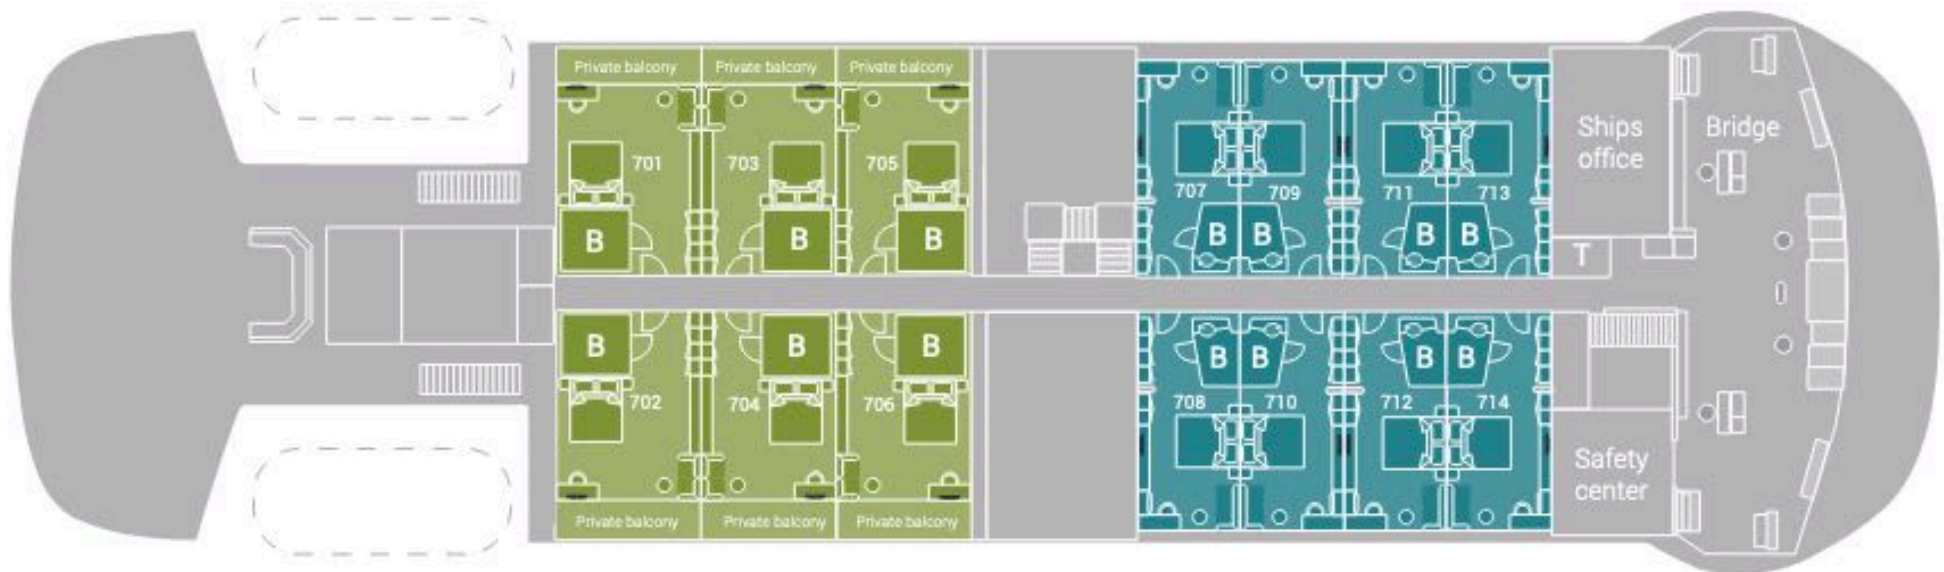 Private balcony Private balcony Private balcony
701 703 705
B B B
707 709 711 713
B B B B
Ships
office
Bridge
T
B B B
702 704 706
Private balcony Private balcony Private balcony
B B B B
708 710 712 714
Safety
center